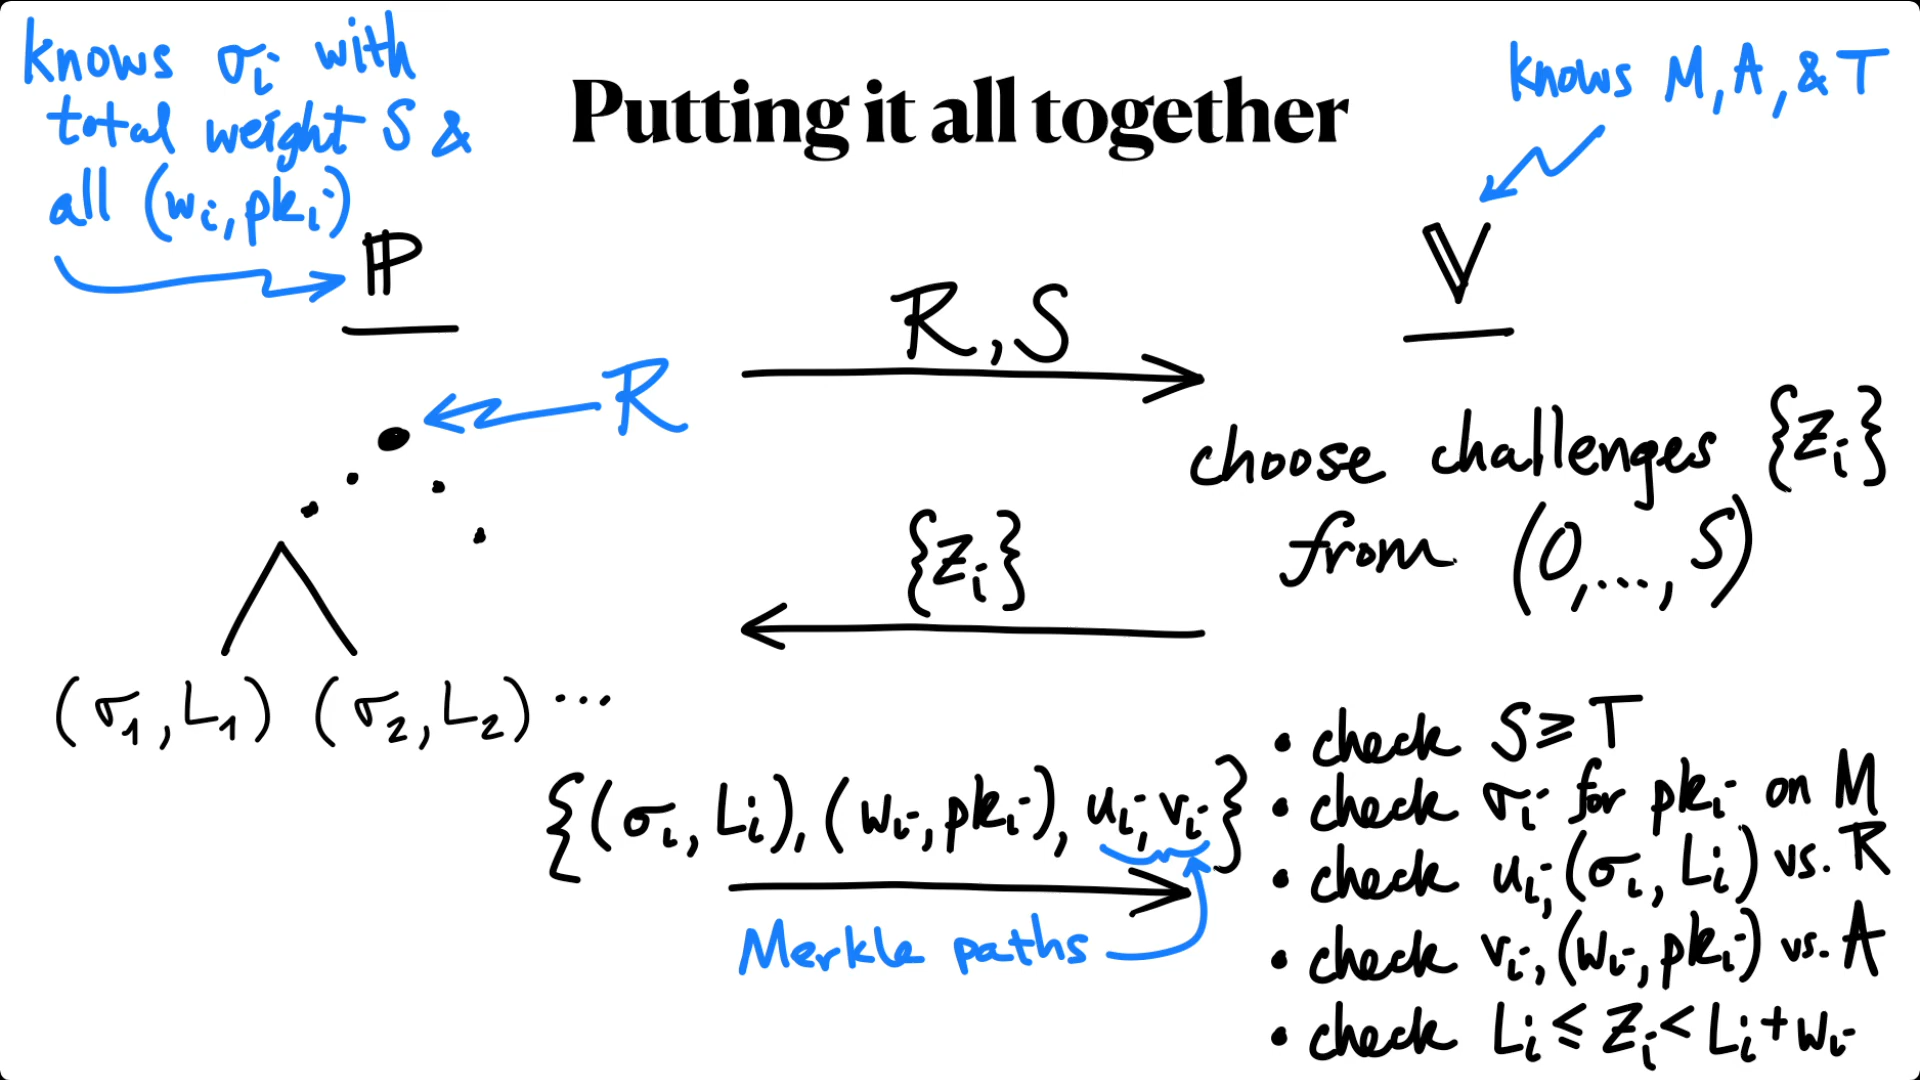 knows σᵢ with
total weight S &
all (wᵢ, pkᵢ)
Putting it all together
knows M, A, & T
ℙ
𝕍
R, S
R
choose challenges {zᵢ}
from (0, ..., S)
{zᵢ}
(σ₁, L₁) (σ₂, L₂) ...
{(σᵢ, Lᵢ), (wᵢ, pkᵢ), uᵢ, vᵢ}
Merkle paths
• check S ≥ T
• check σᵢ for pkᵢ on M
• check uᵢ, (σᵢ, Lᵢ) vs. R
• check vᵢ, (wᵢ, pkᵢ) vs. A
• check Lᵢ ≤ zᵢ < Lᵢ + wᵢ